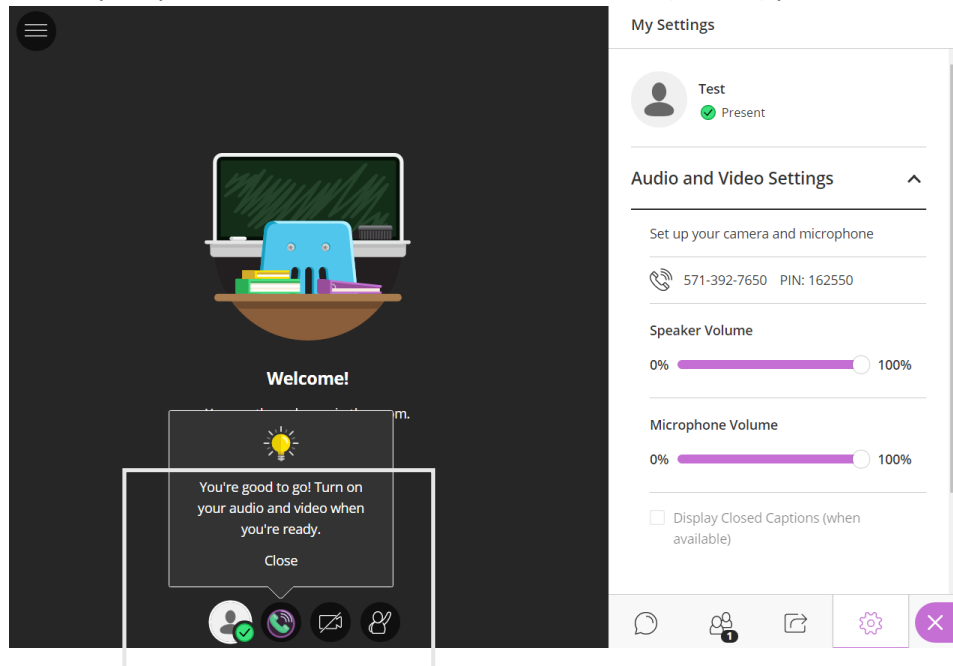 My Settings
Test
Present
Audio and Video Settings
Set up your camera and microphone
571-392-7650 PIN: 162550
Speaker Volume
0% 100%
Microphone Volume
0% 100%
Display Closed Captions (when
available)
1
Welcome!
m.
You're good to go! Turn on
your audio and video when
you're ready.
Close